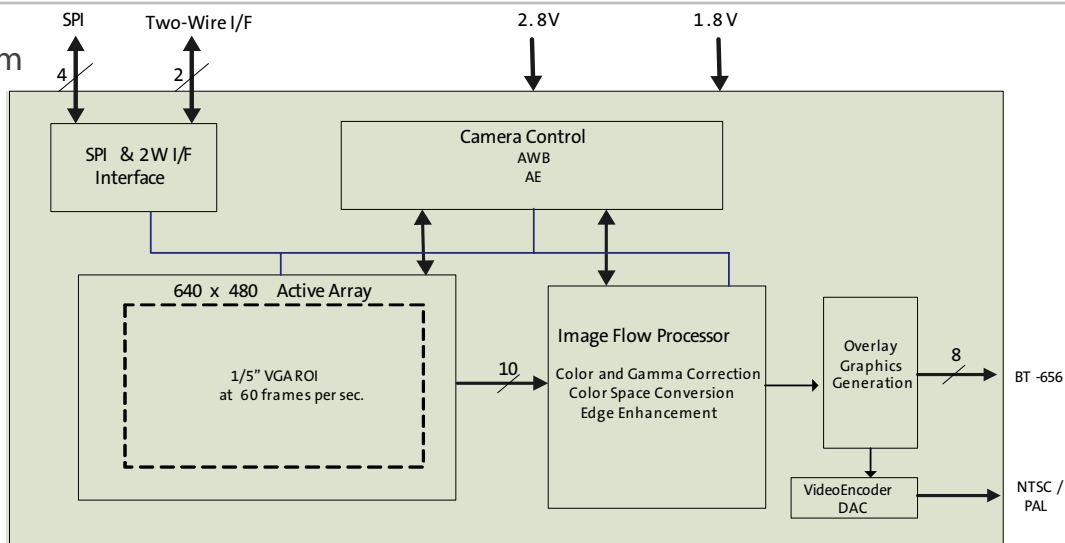 SPI
Two-Wire I/F
2.8V
1.8V
m
4
2
SPI & 2W I/F
Interface
Camera Control
AWB
AE
640 x 480 Active Array
1/5” VGA ROI
at 60 frames per sec.
10
Image Flow Processor
Color and Gamma Correction
Color Space Conversion
Edge Enhancement
Overlay
Graphics
Generation
8
BT -656
VideoEncoder
DAC
NTSC /
PAL